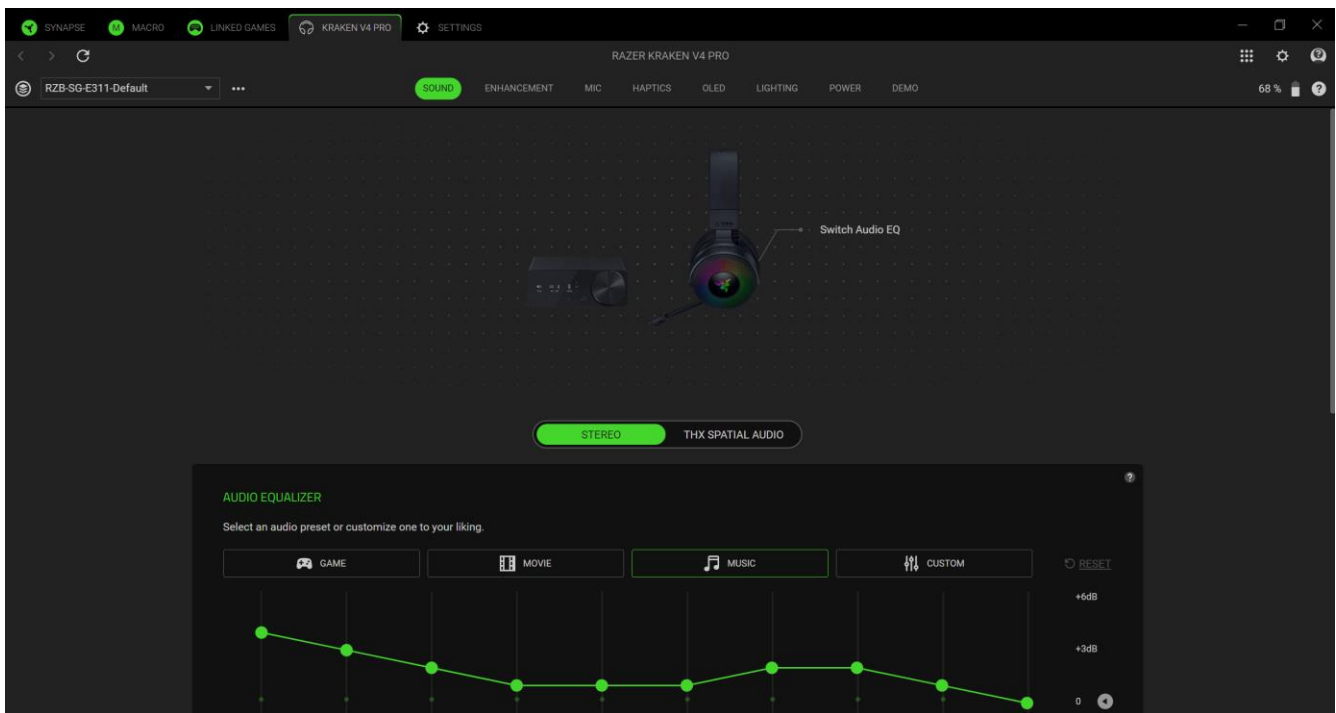 SYNAPSE M MACRO LINKED GAMES KRAKEN V4 PRO SETTINGS
RAZER KRAKEN V4 PRO
RZB-SG-E311-Default SOUND ENHANCEMENT MIC HAPTICS OLED LIGHTING POWER DEMO 68 % ?
Switch Audio EQ
STEREO THX SPATIAL AUDIO
?
AUDIO EQUALIZER
Select an audio preset or customize one to your liking.
GAME MOVIE MUSIC CUSTOM RESET
+6dB
+3dB
0